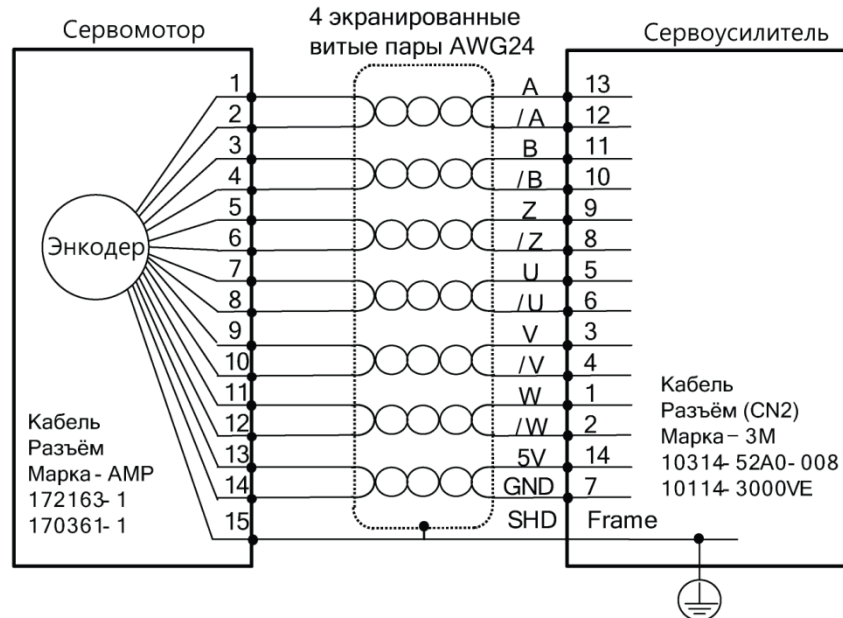 Сервомотор
4 экранированные
витые пары AWG24
Сервоусилитель
1
A
13
2
/A
12
3
B
11
4
/B
10
5
Z
9
Энкодер
6
/Z
8
7
U
5
8
/U
6
9
V
3
10
/V
4
11
W
1
12
/W
2
13
5V
14
14
GND
7
15
SHD
Frame
Кабель
Разъём
Марка - AMP
172163- 1
170361- 1
Кабель
Разъём (CN2)
Марка – 3M
10314- 52A0- 008
10114- 3000VE